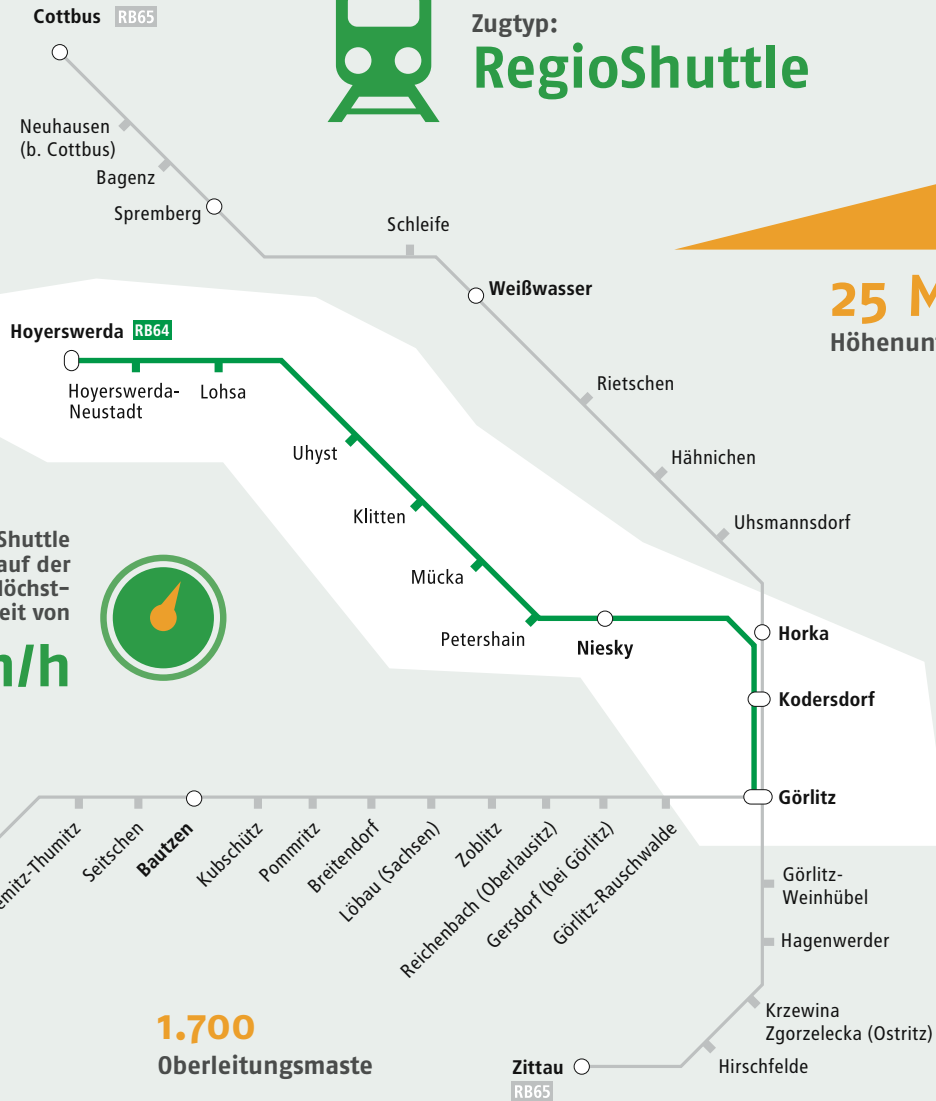 Cottbus RB65
Zugtyp:
RegioShuttle
Neuhausen
(b. Cottbus)
Bagenz
Spremberg
Schleife
Weißwasser
25 M
Höhenun
Hoyerswerda RB64
Hoyerswerda-
Neustadt
Lohsa
Rietschen
Uhyst
Hähnichen
Klitten
Uhsmannsdorf
Shuttle
auf der
löchst-
eit von
n/h
Mücka
Petershain
Niesky
Horka
Kodersdorf
Görlitz
emitz-Thumitz
Seitschen
Bautzen
Kubschütz
Pommritz
Breitendorf
Löbau (Sachsen)
Zoblitz
Reichenbach (Oberlausitz)
Gersdorf (bei Görlitz)
Görlitz-Rauschwalde
Görlitz-
Weinhübel
Hagenwerder
Krzewina
Zgorzelecka (Ostritz)
Hirschfelde
Zittau
RB65
1.700
Oberleitungsmaste